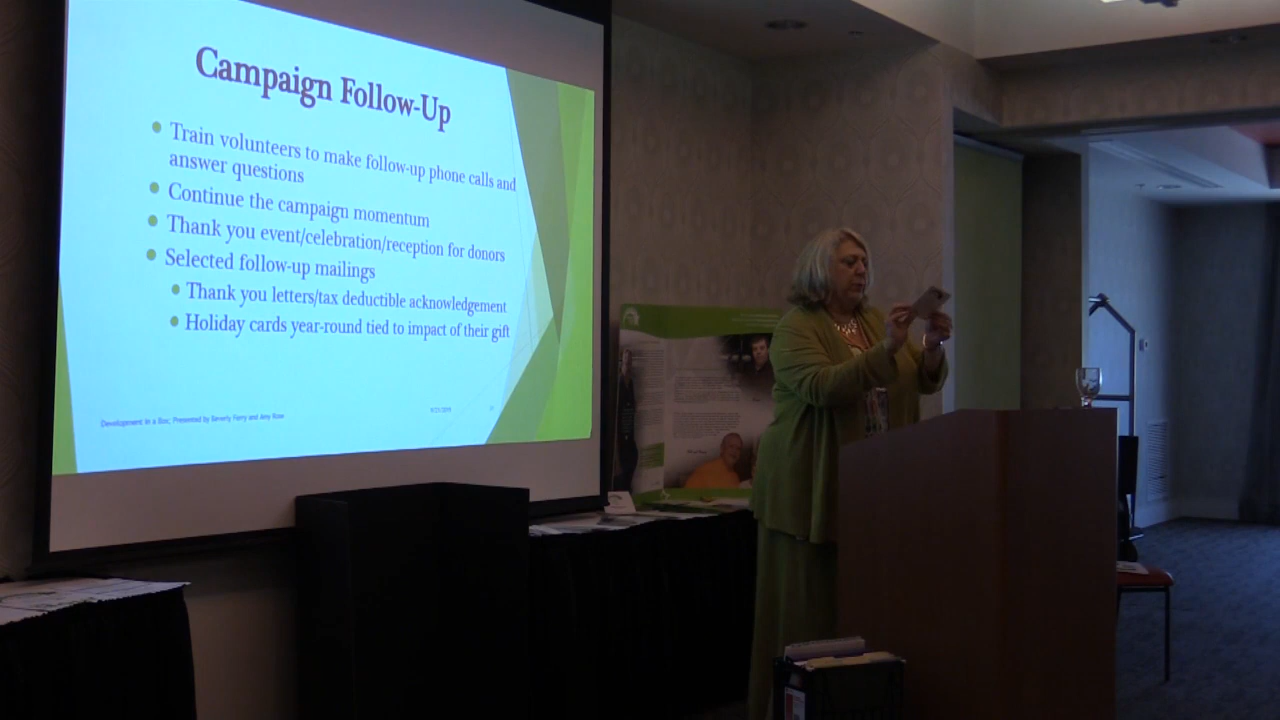 Campaign Follow-Up
Train volunteers to make follow-up phone calls and
answer questions
Continue the campaign momentum
Thank you event/celebration/reception for donors
Selected follow-up mailings
Thank you letters/tax deductible acknowledgement
Holiday cards year-round tied to impact of their gift
Development in a Box; Presented by Beverly Ferry and Amy Rose